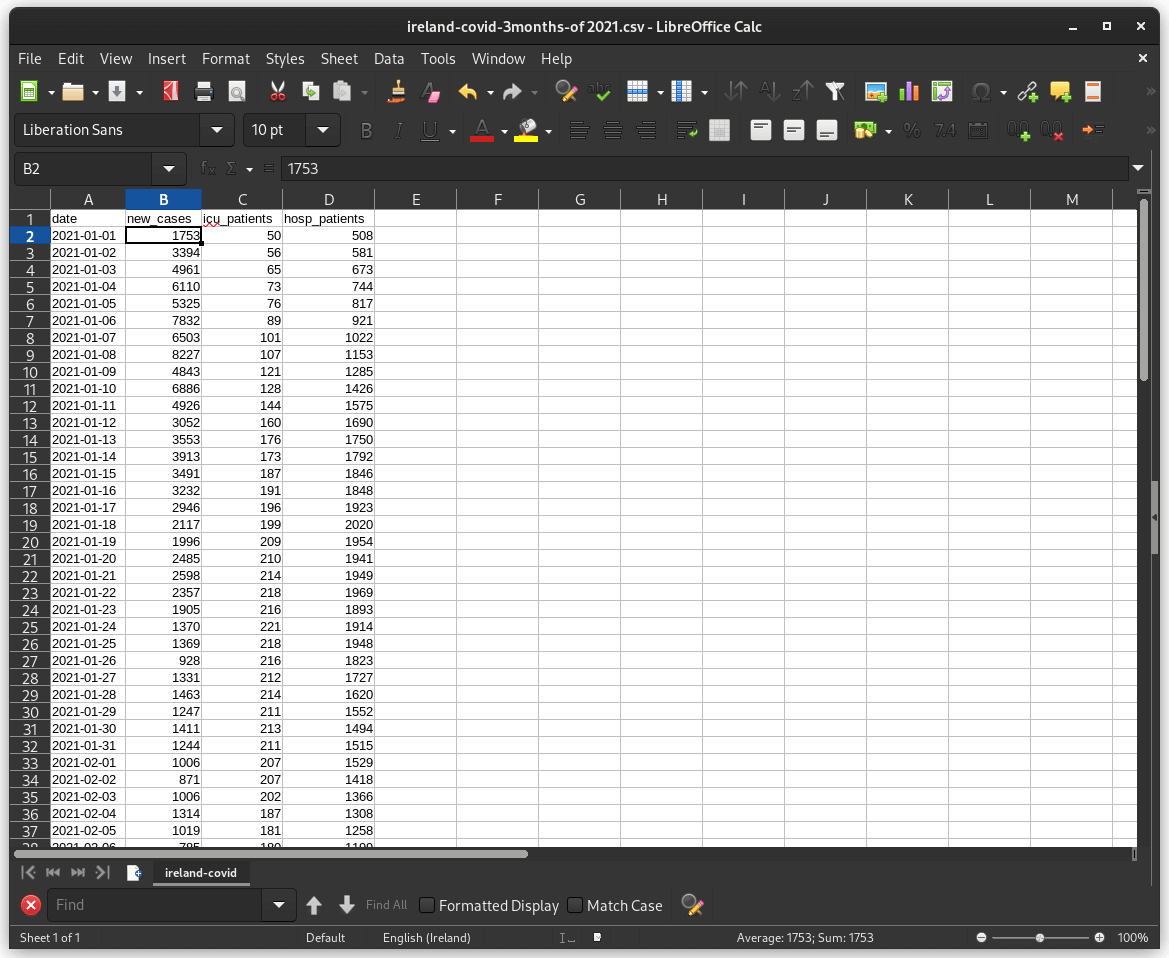 ireland-covid-3months-of 2021.csv - LibreOffice Calc
File Edit View Insert Format Styles Sheet Data Tools Window Help
Liberation Sans 10 pt
B2 1753
A B C D E F G H I J K L M
1 date new_cases icu_patients hosp_patients
2 2021-01-01 1753 50 508
3 2021-01-02 3394 56 581
4 2021-01-03 4961 65 673
5 2021-01-04 6110 73 744
6 2021-01-05 5325 76 817
7 2021-01-06 7832 89 921
8 2021-01-07 6503 101 1022
9 2021-01-08 8227 107 1153
10 2021-01-09 4843 121 1285
11 2021-01-10 6886 128 1426
12 2021-01-11 4926 144 1575
13 2021-01-12 3052 160 1690
14 2021-01-13 3553 176 1750
15 2021-01-14 3913 173 1792
16 2021-01-15 3491 187 1846
17 2021-01-16 3232 191 1848
18 2021-01-17 2946 196 1923
19 2021-01-18 2117 199 2020
20 2021-01-19 1996 209 1954
21 2021-01-20 2485 210 1941
22 2021-01-21 2598 214 1949
23 2021-01-22 2357 218 1969
24 2021-01-23 1905 216 1893
25 2021-01-24 1370 221 1914
26 2021-01-25 1369 218 1948
27 2021-01-26 928 216 1823
28 2021-01-27 1331 212 1727
29 2021-01-28 1463 214 1620
30 2021-01-29 1247 211 1552
31 2021-01-30 1411 213 1494
32 2021-01-31 1244 211 1515
33 2021-02-01 1006 207 1529
34 2021-02-02 871 207 1418
35 2021-02-03 1006 202 1366
36 2021-02-04 1314 187 1308
37 2021-02-05 1019 181 1258
ireland-covid
Find Find All Formatted Display Match Case
Sheet 1 of 1 Default English (Ireland) Average: 1753; Sum: 1753 100%